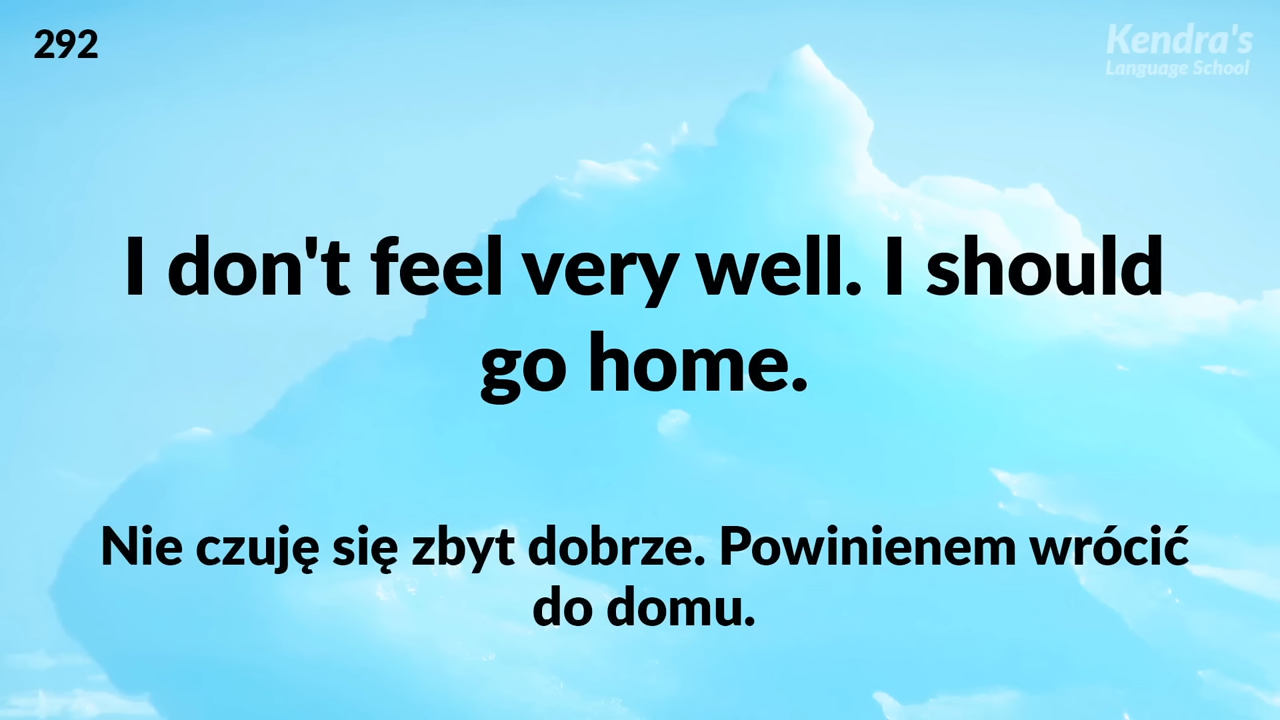 292
Kendra's
Language School
I don't feel very well. I should
go home.
Nie czuję się zbyt dobrze. Powinienem wrócić
do domu.